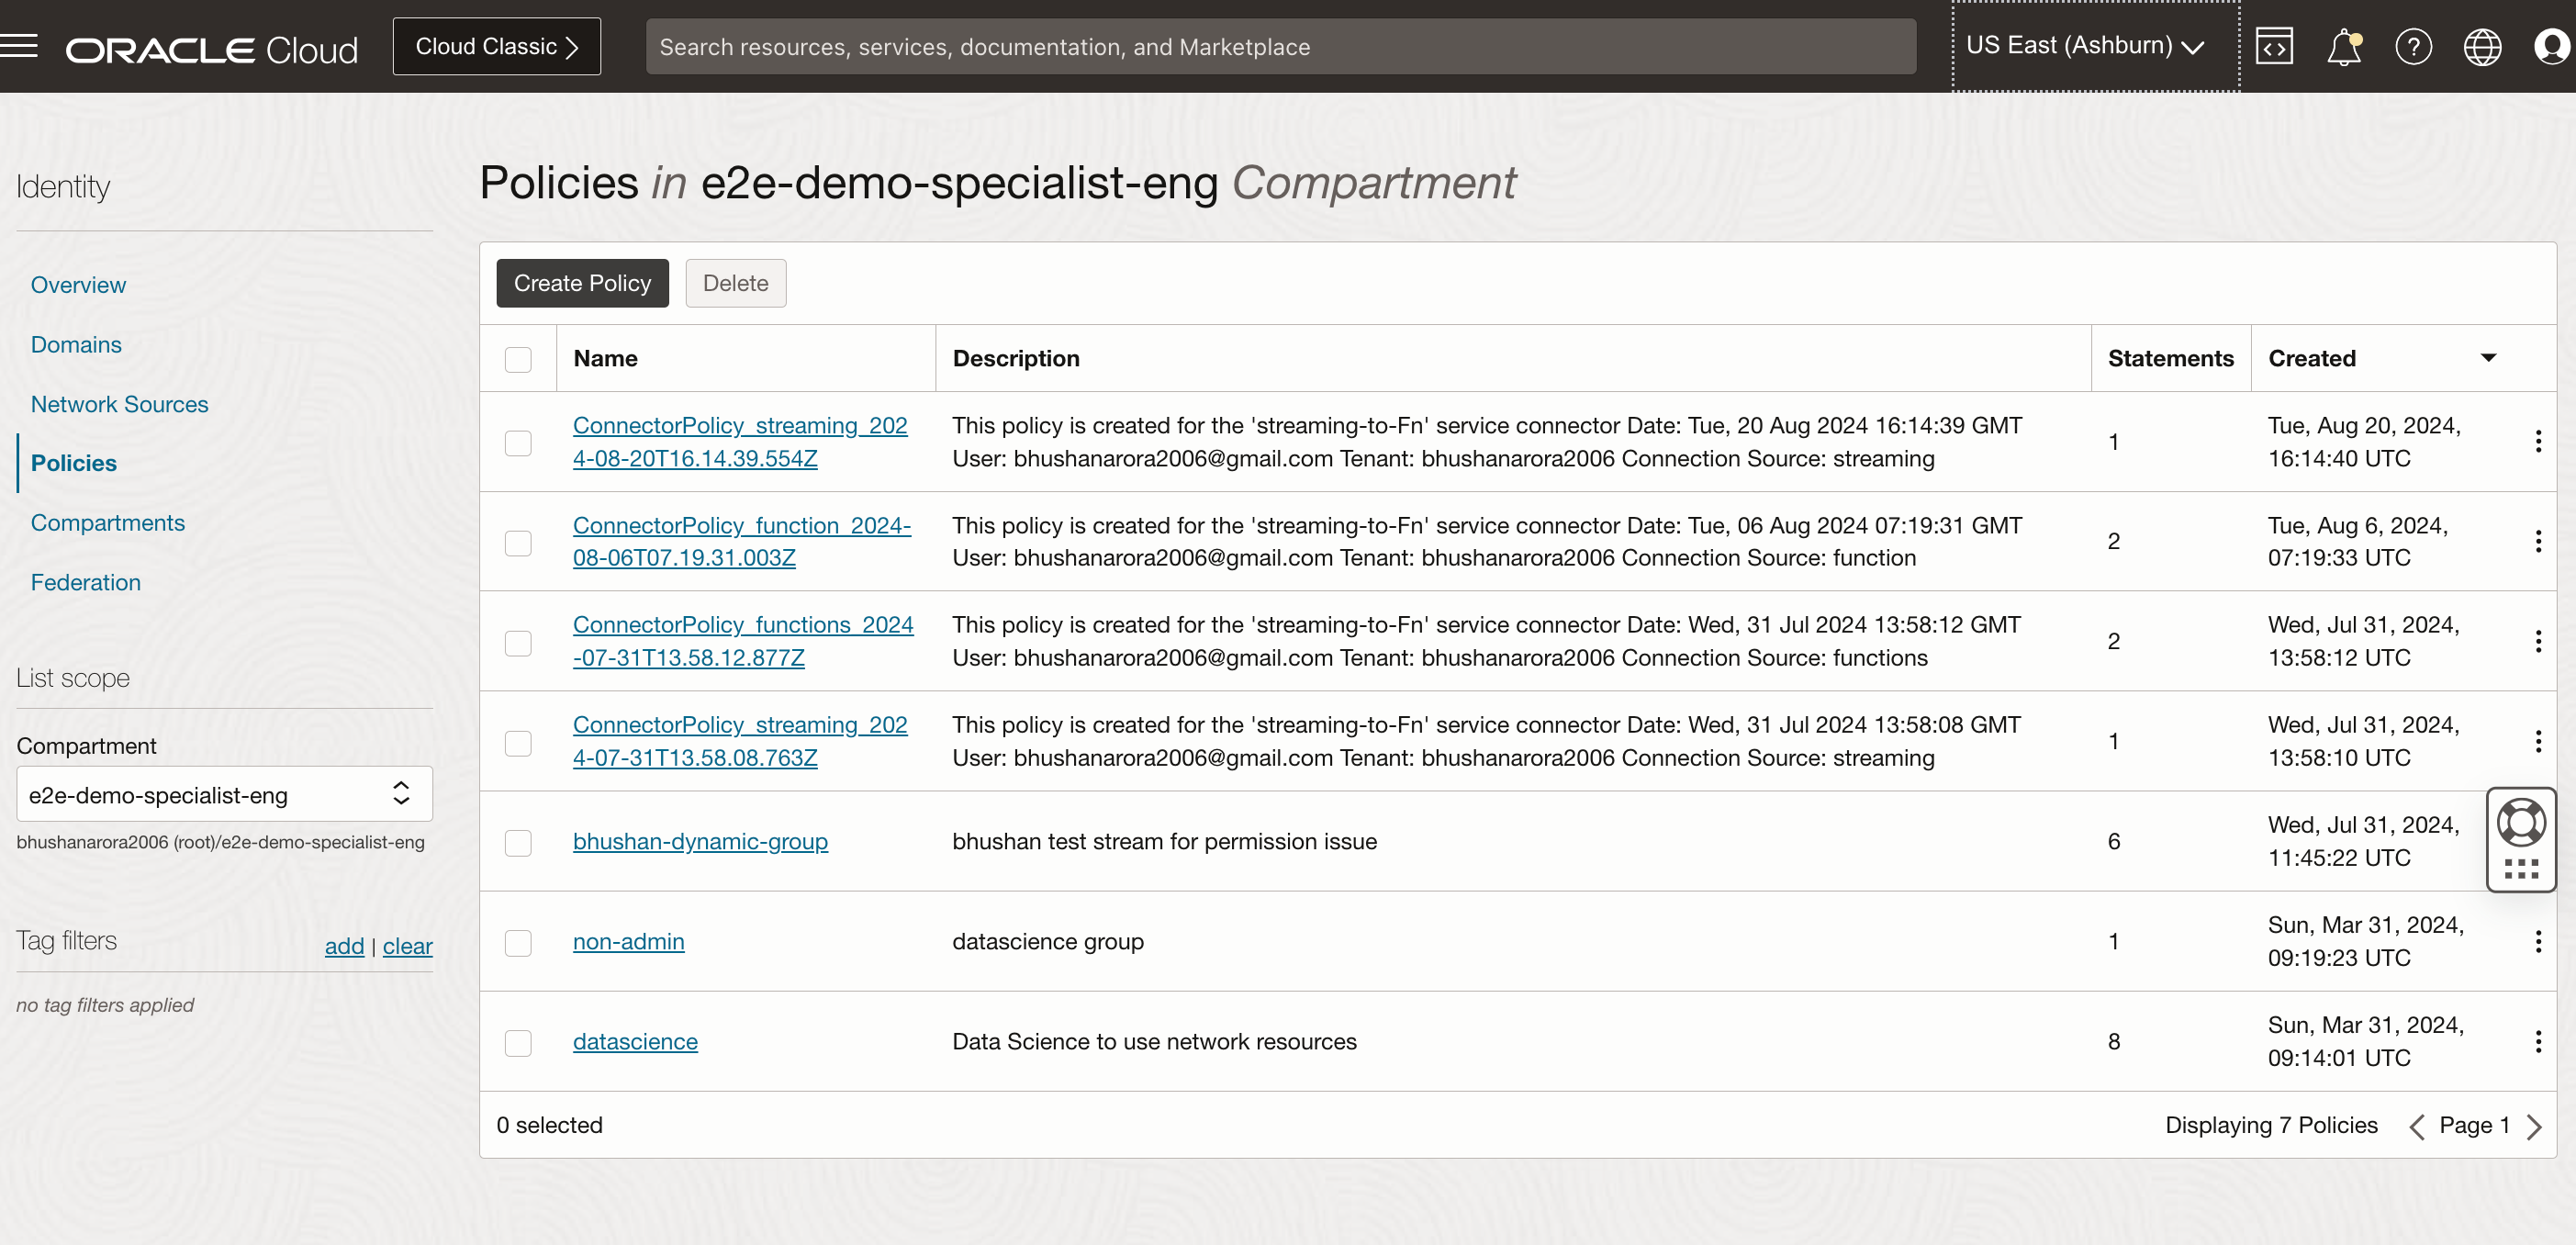 ORACLE Cloud
Cloud Classic
Search resources, services, documentation, and Marketplace
US East (Ashburn)
Identity
Overview
Domains
Network Sources
Policies
Compartments
Federation
List scope
Compartment
e2e-demo-specialist-eng
bhushanarora2006 (root)/e2e-demo-specialist-eng
Tag filters
add | clear
no tag filters applied
Policies in e2e-demo-specialist-eng Compartment
Create Policy Delete
Name Description Statements Created
ConnectorPolicy_streaming_202
4-08-20T16.14.39.554Z
This policy is created for the 'streaming-to-Fn' service connector Date: Tue, 20 Aug 2024 16:14:39 GMT
User: bhushanarora2006@gmail.com Tenant: bhushanarora2006 Connection Source: streaming
1
Tue, Aug 20, 2024,
16:14:40 UTC
ConnectorPolicy_function_2024-
08-06T07.19.31.003Z
This policy is created for the 'streaming-to-Fn' service connector Date: Tue, 06 Aug 2024 07:19:31 GMT
User: bhushanarora2006@gmail.com Tenant: bhushanarora2006 Connection Source: function
2
Tue, Aug 6, 2024,
07:19:33 UTC
ConnectorPolicy_functions_2024
-07-31T13.58.12.877Z
This policy is created for the 'streaming-to-Fn' service connector Date: Wed, 31 Jul 2024 13:58:12 GMT
User: bhushanarora2006@gmail.com Tenant: bhushanarora2006 Connection Source: functions
2
Wed, Jul 31, 2024,
13:58:12 UTC
ConnectorPolicy_streaming_202
4-07-31T13.58.08.763Z
This policy is created for the 'streaming-to-Fn' service connector Date: Wed, 31 Jul 2024 13:58:08 GMT
User: bhushanarora2006@gmail.com Tenant: bhushanarora2006 Connection Source: streaming
1
Wed, Jul 31, 2024,
13:58:10 UTC
bhushan-dynamic-group
bhushan test stream for permission issue
6
Wed, Jul 31, 2024,
11:45:22 UTC
non-admin
datascience group
1
Sun, Mar 31, 2024,
09:19:23 UTC
datascience
Data Science to use network resources
8
Sun, Mar 31, 2024,
09:14:01 UTC
0 selected
Displaying 7 Policies
Page 1